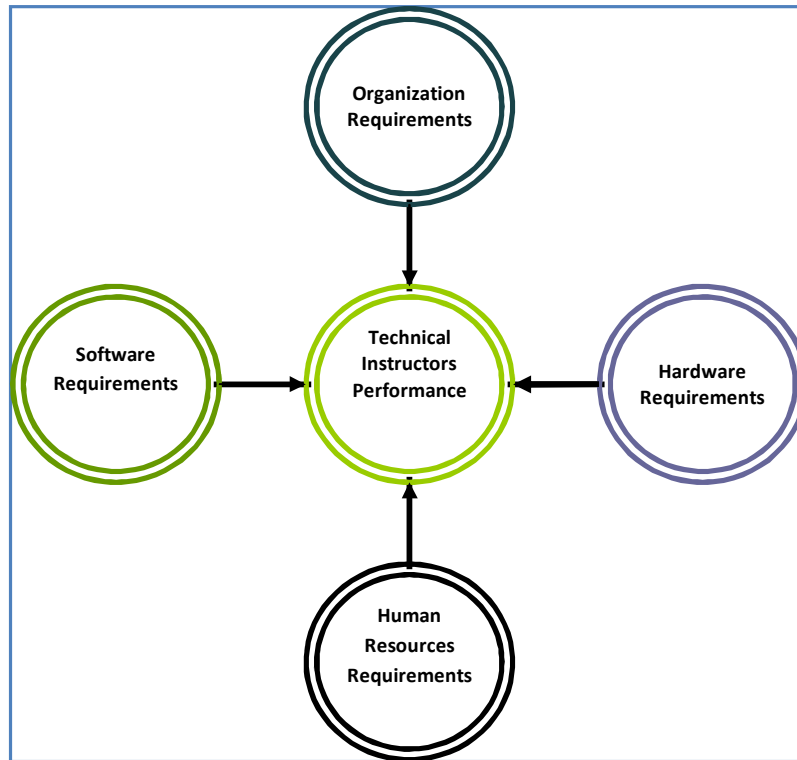 Organization
Requirements
Software
Requirements
Technical
Instructors
Performance
Hardware
Requirements
Human
Resources
Requirements